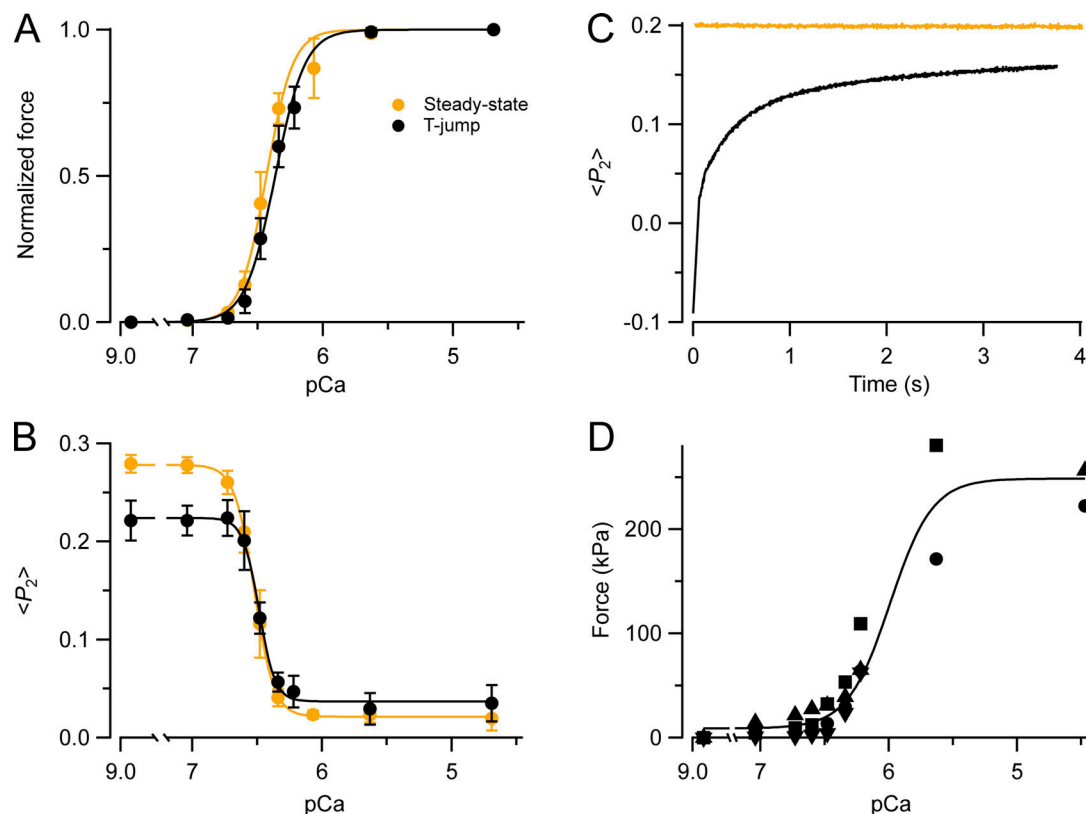 A
Normalized force
1.0
0.5
0.0
9.0
7
6
5
pCa
Steady-state
T-jump
C
<P2>
0.2
0.1
0.0
-0.1
0
1
2
3
4
Time (s)
B
<P2>
0.3
0.2
0.1
0.0
9.0
7
6
5
pCa
D
Force (kPa)
200
100
0
9.0
7
6
5
pCa